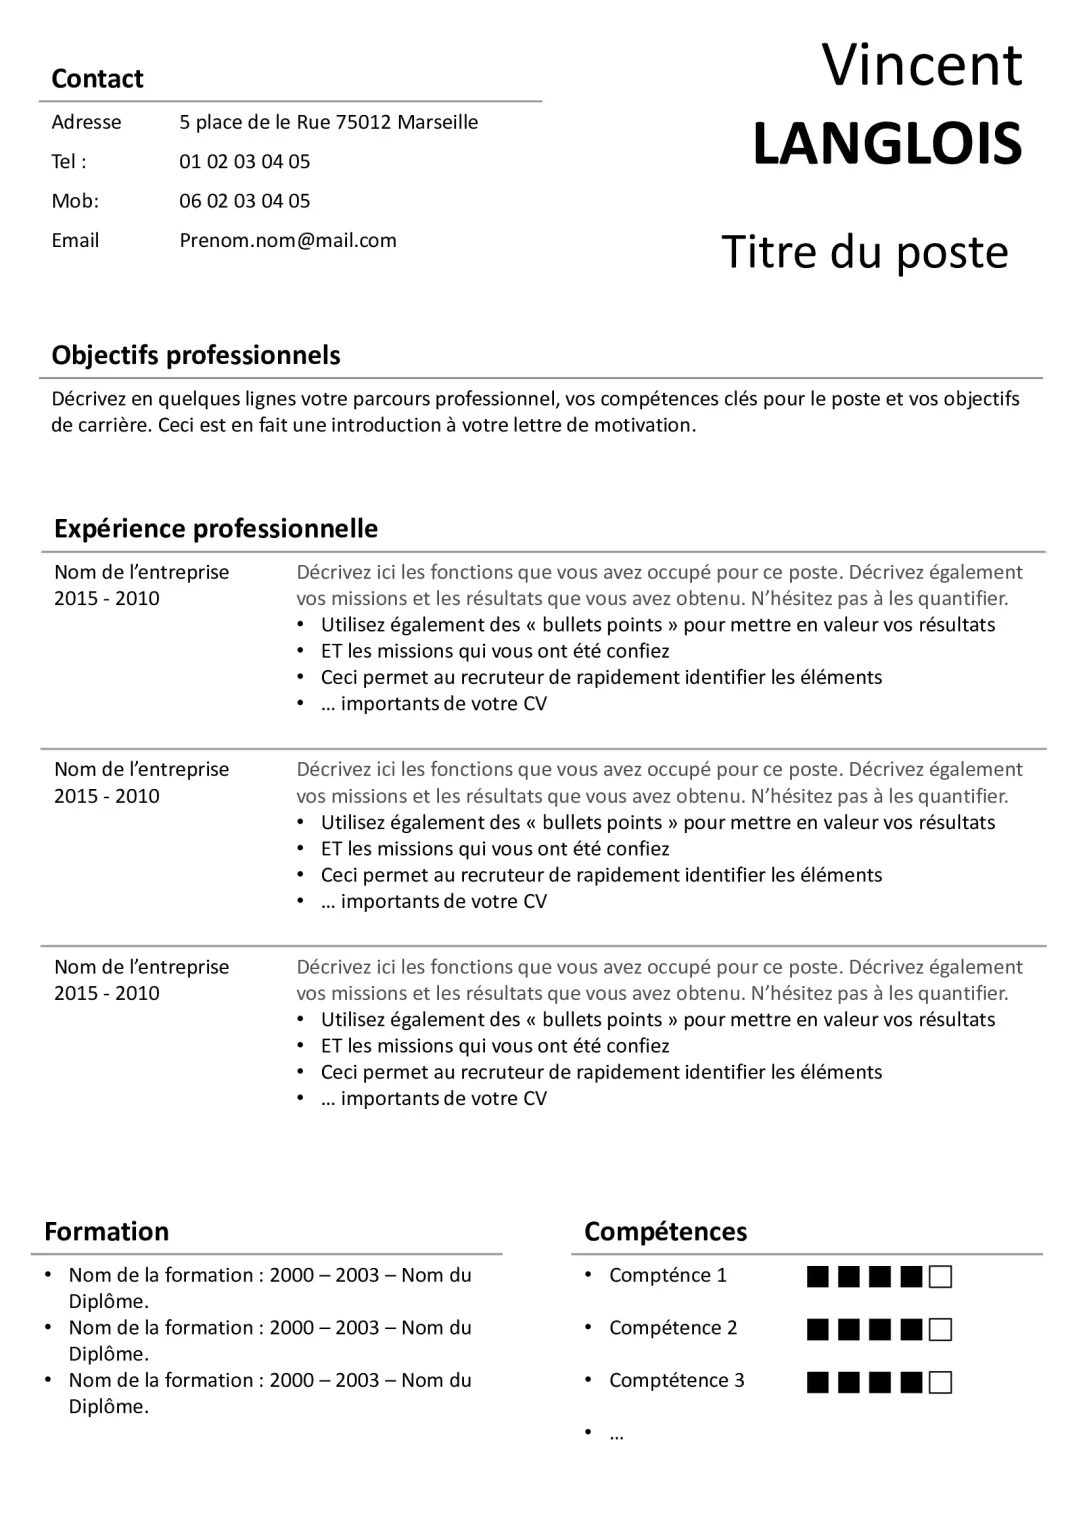 Vincent
LANGLOIS
Titre du poste
Contact
Adresse 5 place de le Rue 75012 Marseille
Tel : 01 02 03 04 05
Mob: 06 02 03 04 05
Email Prenom.nom@mail.com
Objectifs professionnels
Décrivez en quelques lignes votre parcours professionnel, vos compétences clés pour le poste et vos objectifs
de carrière. Ceci est en fait une introduction à votre lettre de motivation.
Expérience professionnelle
Nom de l’entreprise
2015 - 2010
Décrivez ici les fonctions que vous avez occupé pour ce poste. Décrivez également
vos missions et les résultats que vous avez obtenu. N’hésitez pas à les quantifier.
• Utilisez également des « bullets points » pour mettre en valeur vos résultats
• ET les missions qui vous ont été confiez
• Ceci permet au recruteur de rapidement identifier les éléments
• ... importants de votre CV
Nom de l’entreprise
2015 - 2010
Décrivez ici les fonctions que vous avez occupé pour ce poste. Décrivez également
vos missions et les résultats que vous avez obtenu. N’hésitez pas à les quantifier.
• Utilisez également des « bullets points » pour mettre en valeur vos résultats
• ET les missions qui vous ont été confiez
• Ceci permet au recruteur de rapidement identifier les éléments
• ... importants de votre CV
Nom de l’entreprise
2015 - 2010
Décrivez ici les fonctions que vous avez occupé pour ce poste. Décrivez également
vos missions et les résultats que vous avez obtenu. N’hésitez pas à les quantifier.
• Utilisez également des « bullets points » pour mettre en valeur vos résultats
• ET les missions qui vous ont été confiez
• Ceci permet au recruteur de rapidement identifier les éléments
• ... importants de votre CV
Formation
• Nom de la formation : 2000 – 2003 – Nom du
Diplôme.
• Nom de la formation : 2000 – 2003 – Nom du
Diplôme.
• Nom de la formation : 2000 – 2003 – Nom du
Diplôme.
Compétences
• Compténce 1
• Compétence 2
• Comptétence 3
• ...